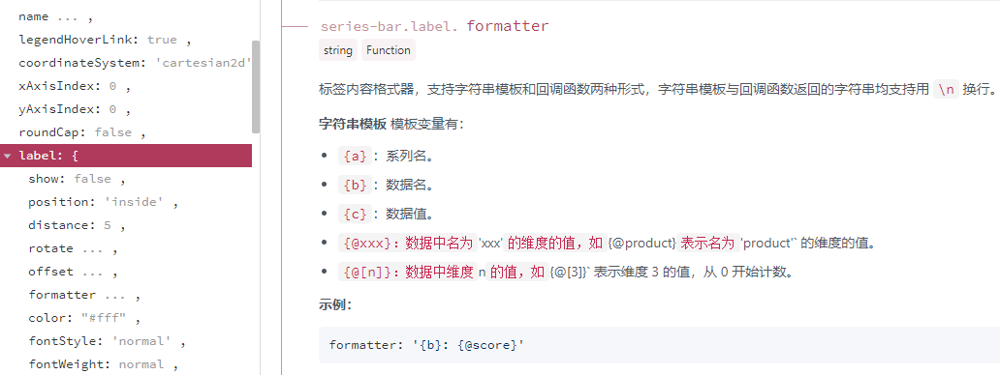 name ... ,
legendHoverLink: true ,
coordinateSystem: 'cartesian2d'
xAxisIndex: 0 ,
yAxisIndex: 0 ,
roundCap: false ,
label: {
show: false ,
position: 'inside' ,
distance: 5 ,
rotate ... ,
offset ... ,
formatter ... ,
color: "#fff" ,
fontStyle: 'normal' ,
fontWeight: normal ,
series-bar.label. formatter
string Function
标签内容格式器，支持字符串模板和回调函数两种形式，字符串模板与回调函数返回的字符串均支持用 \n 换行。
字符串模板 模板变量有：
{a} ：系列名。
{b} ：数据名。
{c} ：数据值。
{@xxx}：数据中名为 'xxx' 的维度的值，如 {@product} 表示名为 'product'` 的维度的值。
{@[n]}：数据中维度 n 的值，如 {@[3]}` 表示维度 3 的值，从 0 开始计数。
示例：
formatter: '{b}: {@score}'